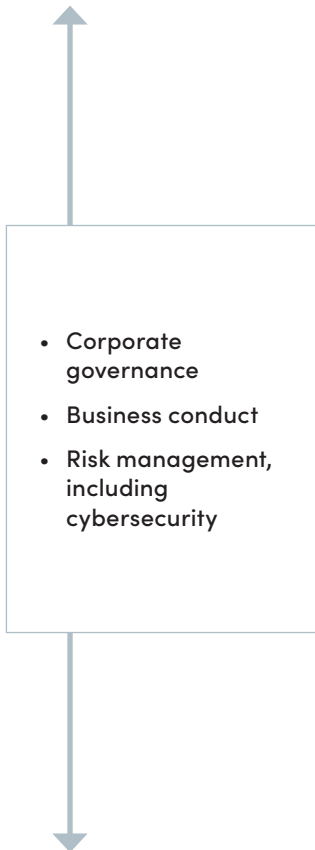 • Corporate
governance
• Business conduct
• Risk management,
including
cybersecurity